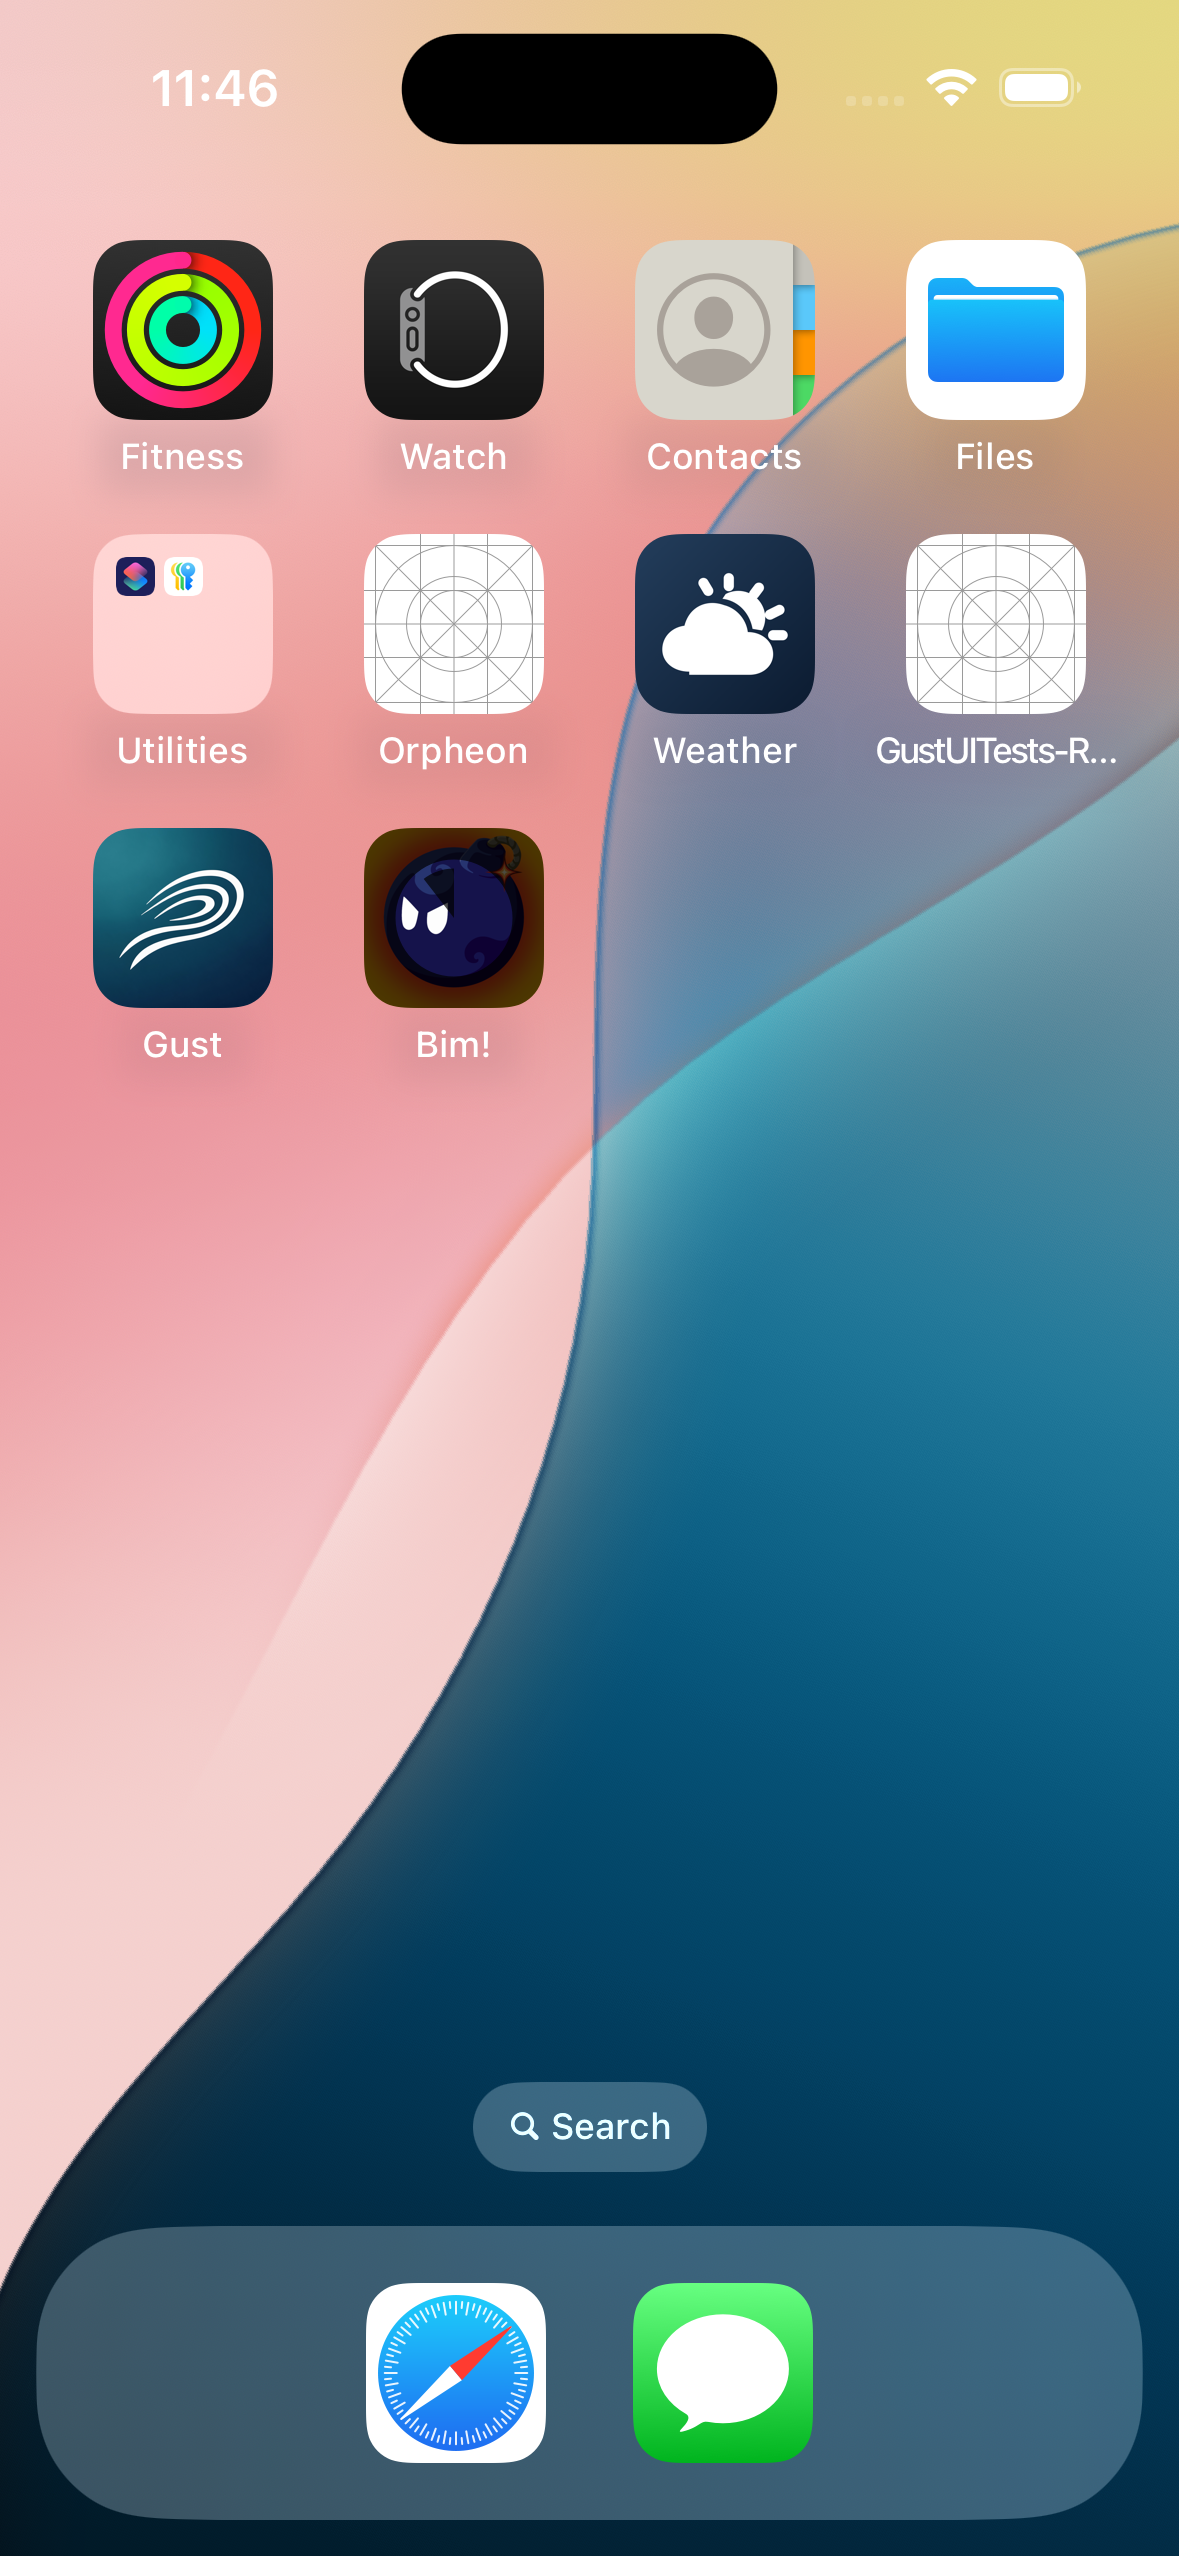 11:46
Fitness
Watch
Contacts
Files
Utilities
Orpheon
Weather
GustUITests-R...
Gust
Bim!
Search